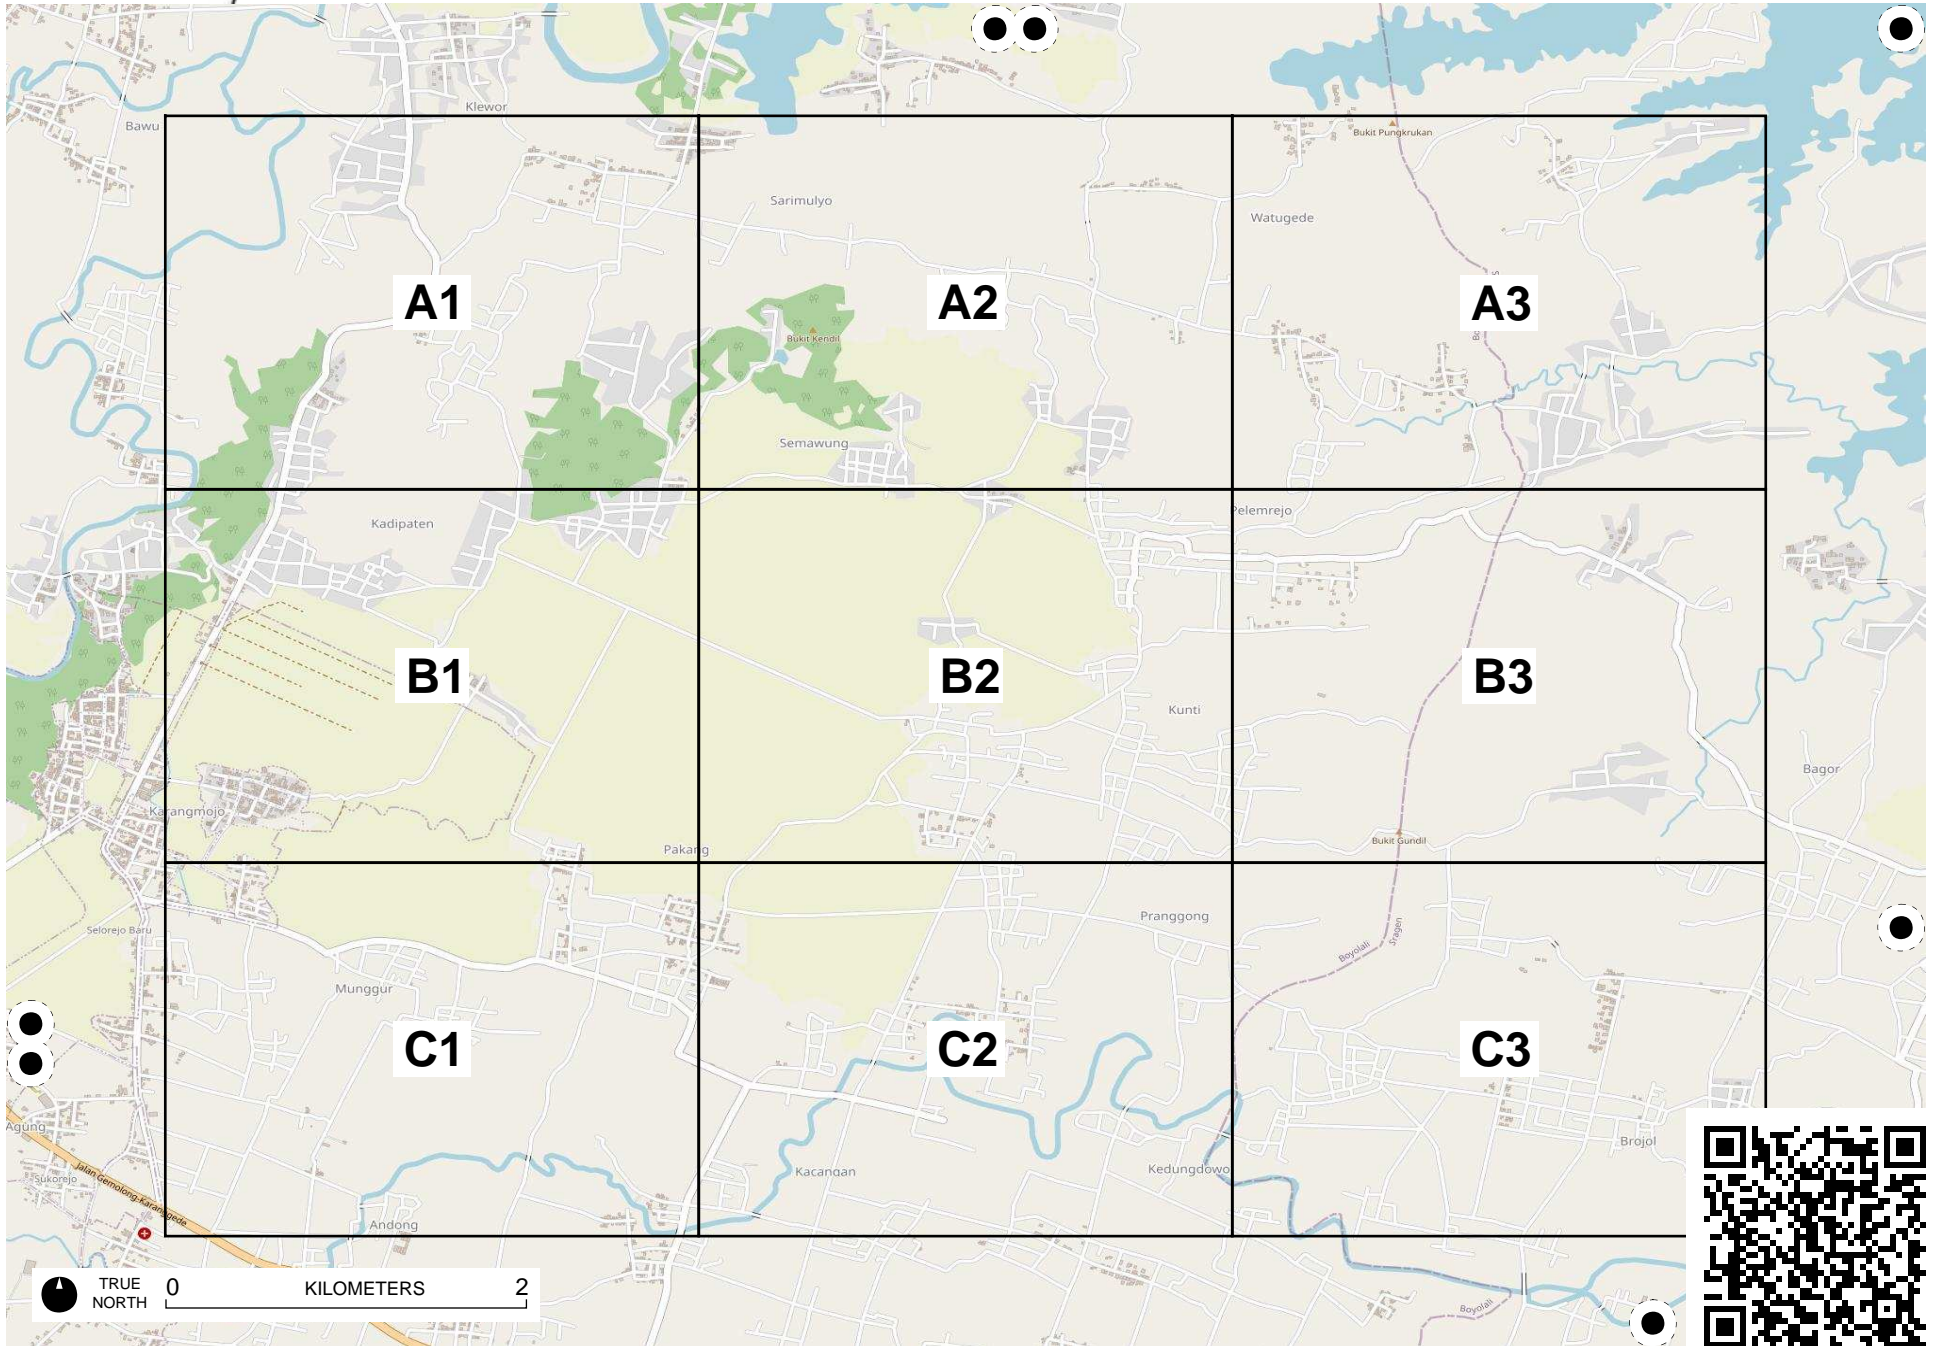 Klewor
Bawu
Bukit Pungkrukan
Sarimulyo
Watugede
A1
A2
A3
Bukit Kendil
Semawung
Pelemrejo
Kadipaten
B1
B2
B3
Kunti
Bagor
Karangmojo
Bukit Gundil
Pakang
Pranggong
Selorejo Baru
Boyolali
Sragen
Munggur
C1
C2
C3
Agung
Brojol
Jalan Gemolong-Karanggede
Sukorejo
Kacangan
Kedungdowo
Andong
TRUE NORTH
0 KILOMETERS 2
Boyolali